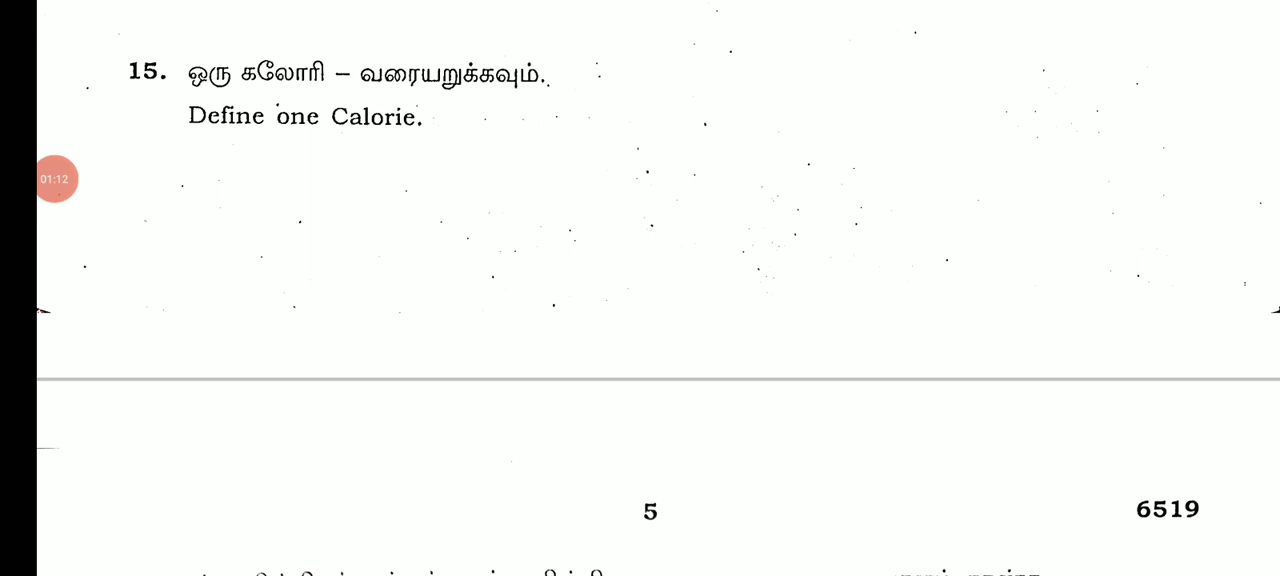 01:12
15. ஒரு கலோரி – வரையறுக்கவும்.
Define one Calorie.
5
6519